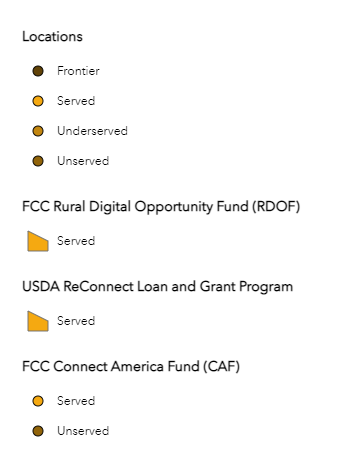 Locations
Frontier
Served
Underserved
Unserved
FCC Rural Digital Opportunity Fund (RDOF)
Served
USDA ReConnect Loan and Grant Program
Served
FCC Connect America Fund (CAF)
Served
Unserved